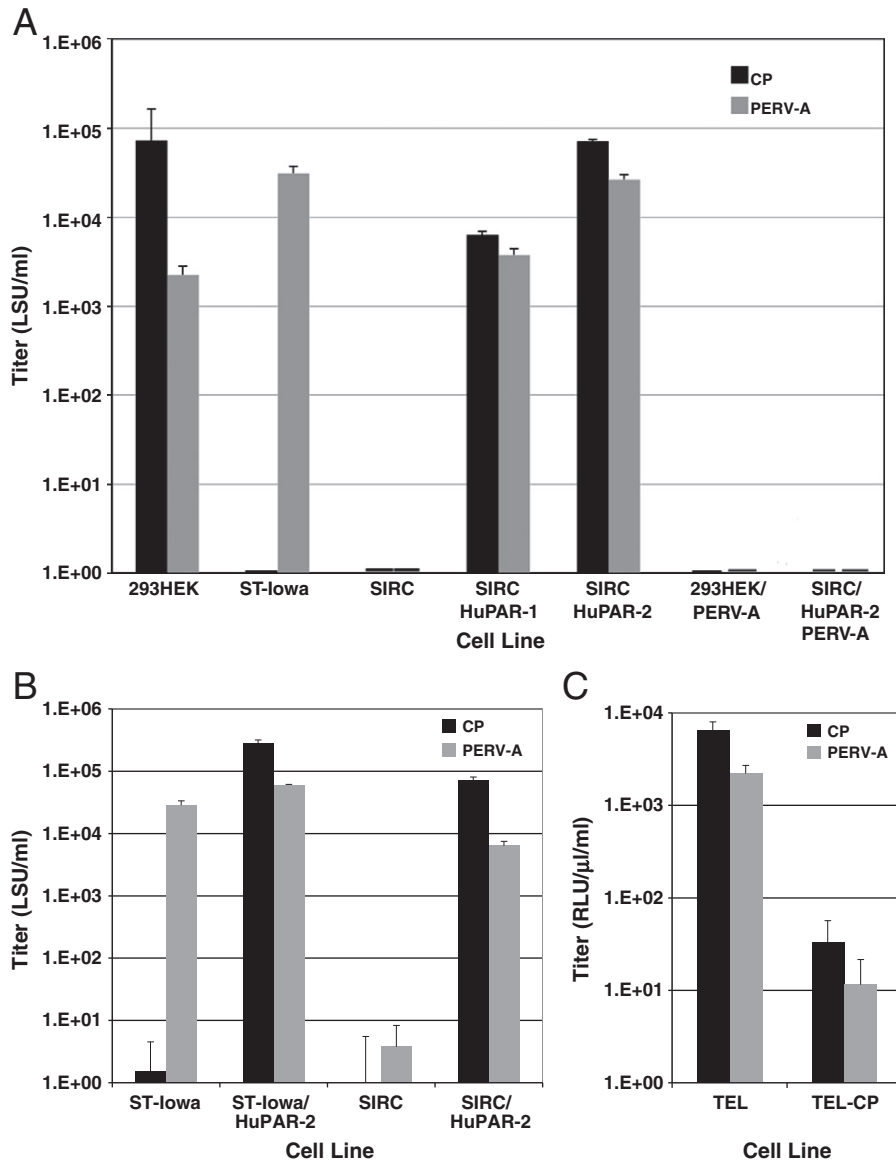 A
1.E+06
1.E+05
1.E+04
1.E+03
1.E+02
1.E+01
1.E+00
Titer (LSU/ml)
CP
PERV-A
293HEK
ST-Iowa
SIRC
SIRC
HuPAR-1
SIRC
HuPAR-2
293HEK/
PERV-A
SIRC/
HuPAR-2
PERV-A
Cell Line
B
1.E+06
1.E+05
1.E+04
1.E+03
1.E+02
1.E+01
1.E+00
Titer (LSU/ml)
CP
PERV-A
ST-Iowa
ST-Iowa/
HuPAR-2
SIRC
SIRC/
HuPAR-2
Cell Line
C
1.E+04
1.E+03
1.E+02
1.E+01
1.E+00
Titer (RLU/µl/ml)
CP
PERV-A
TEL
TEL-CP
Cell Line